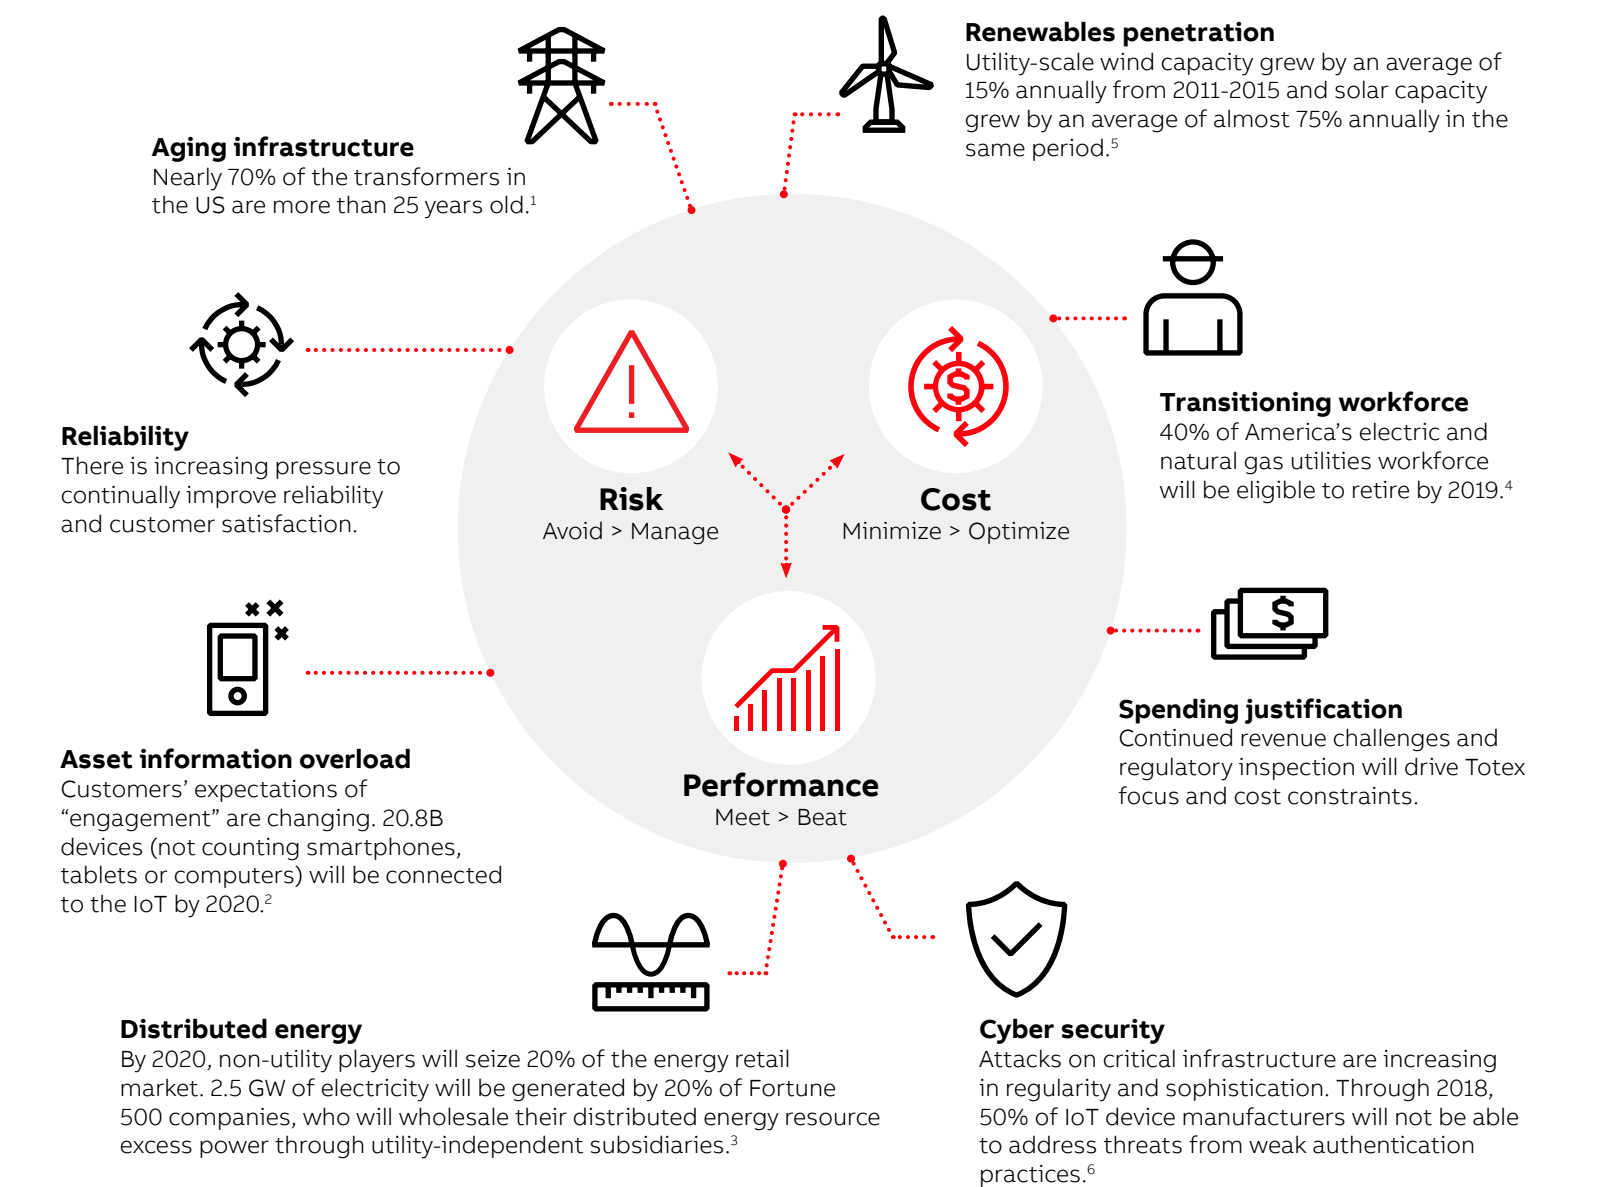 Renewables penetration
Utility-scale wind capacity grew by an average of
15% annually from 2011-2015 and solar capacity
grew by an average of almost 75% annually in the
same period.⁵
Aging infrastructure
Nearly 70% of the transformers in
the US are more than 25 years old.¹
Transitioning workforce
40% of America’s electric and
natural gas utilities workforce
will be eligible to retire by 2019.⁴
Reliability
There is increasing pressure to
continually improve reliability
and customer satisfaction.
!
Risk
Avoid > Manage
$
Cost
Minimize > Optimize
Performance
Meet > Beat
$
Spending justification
Continued revenue challenges and
regulatory inspection will drive Totex
focus and cost constraints.
Asset information overload
Customers’ expectations of
“engagement” are changing. 20.8B
devices (not counting smartphones,
tablets or computers) will be connected
to the IoT by 2020.²
Distributed energy
By 2020, non-utility players will seize 20% of the energy retail
market. 2.5 GW of electricity will be generated by 20% of Fortune
500 companies, who will wholesale their distributed energy resource
excess power through utility-independent subsidiaries.³
Cyber security
Attacks on critical infrastructure are increasing
in regularity and sophistication. Through 2018,
50% of IoT device manufacturers will not be able
to address threats from weak authentication
practices.⁶